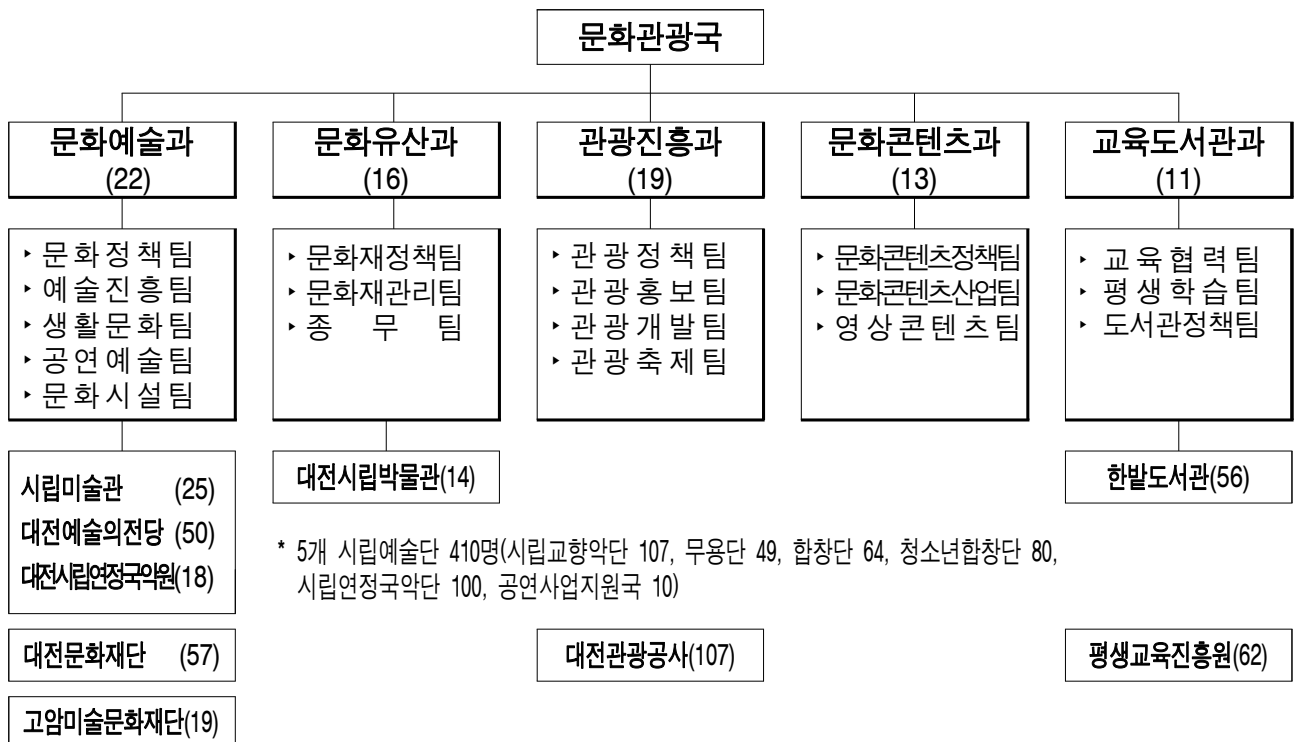 문화관광국
문화예술과
(22)
문화유산과
(16)
관광진흥과
(19)
문화콘텐츠과
(13)
교육도서관과
(11)
‣ 문화정책팀
‣ 예술진흥팀
‣ 생활문화팀
‣ 공연예술팀
‣ 문화시설팀
‣ 문화재정책팀
‣ 문화재관리팀
‣ 종 무 팀
‣ 관광정책팀
‣ 관광홍보팀
‣ 관광개발팀
‣ 관광축제팀
‣ 문화콘텐츠정책팀
‣ 문화콘텐츠산업팀
‣ 영상콘텐츠팀
‣ 교육협력팀
‣ 평생학습팀
‣ 도서관정책팀
시립미술관 (25)
대전예술의전당 (50)
대전시립연정국악원(18)
대전시립박물관(14)
한밭도서관(56)
* 5개 시립예술단 410명(시립교향악단 107, 무용단 49, 합창단 64, 청소년합창단 80,
시립연정국악단 100, 공연사업지원국 10)
대전문화재단 (57)
대전관광공사(107)
평생교육진흥원(62)
고암미술문화재단(19)